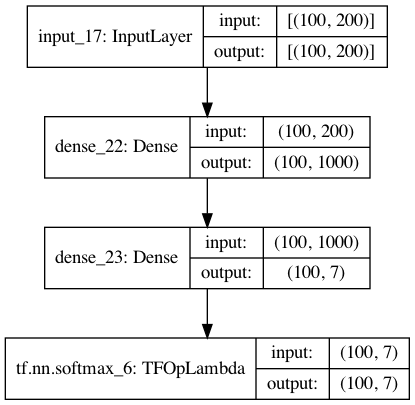 input_17: InputLayer
input: [(100, 200)]
output: [(100, 200)]
dense_22: Dense
input: (100, 200)
output: (100, 1000)
dense_23: Dense
input: (100, 1000)
output: (100, 7)
tf.nn.softmax_6: TFOpLambda
input: (100, 7)
output: (100, 7)